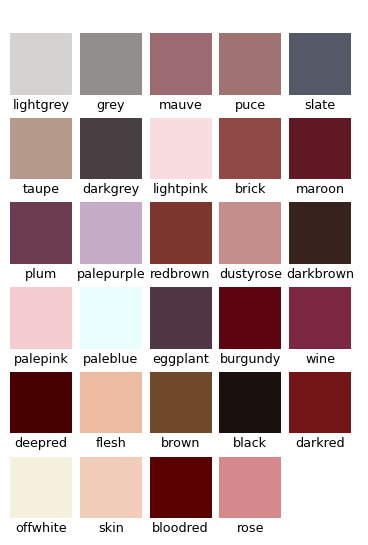 lightgrey grey mauve puce slate
taupe darkgrey lightpink brick maroon
plum palepurple redbrown dustyrose darkbrown
palepink paleblue eggplant burgundy wine
deepred flesh brown black darkred
offwhite skin bloodred rose